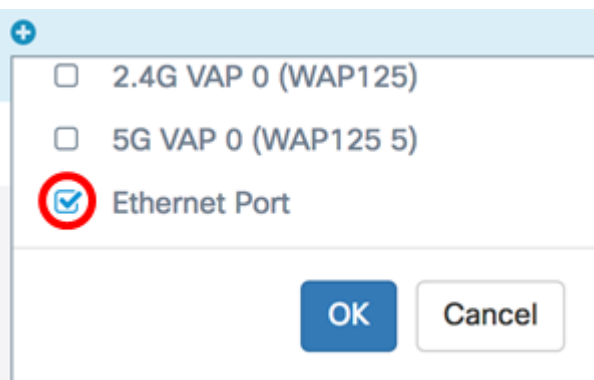 2.4G VAP 0 (WAP125)
5G VAP 0 (WAP125 5)
Ethernet Port
OK
Cancel